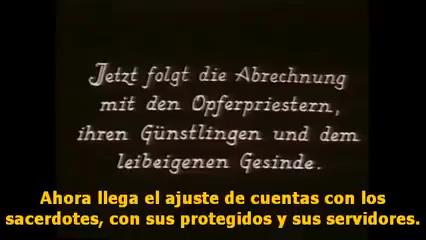 Jetzt folgt die Abrechnung
mit den Opferpriestern,
ihren Günstlingen und dem
leibeigenen Gesinde.
Ahora llega el ajuste de cuentas con los
sacerdotes, con sus protegidos y sus servidores.